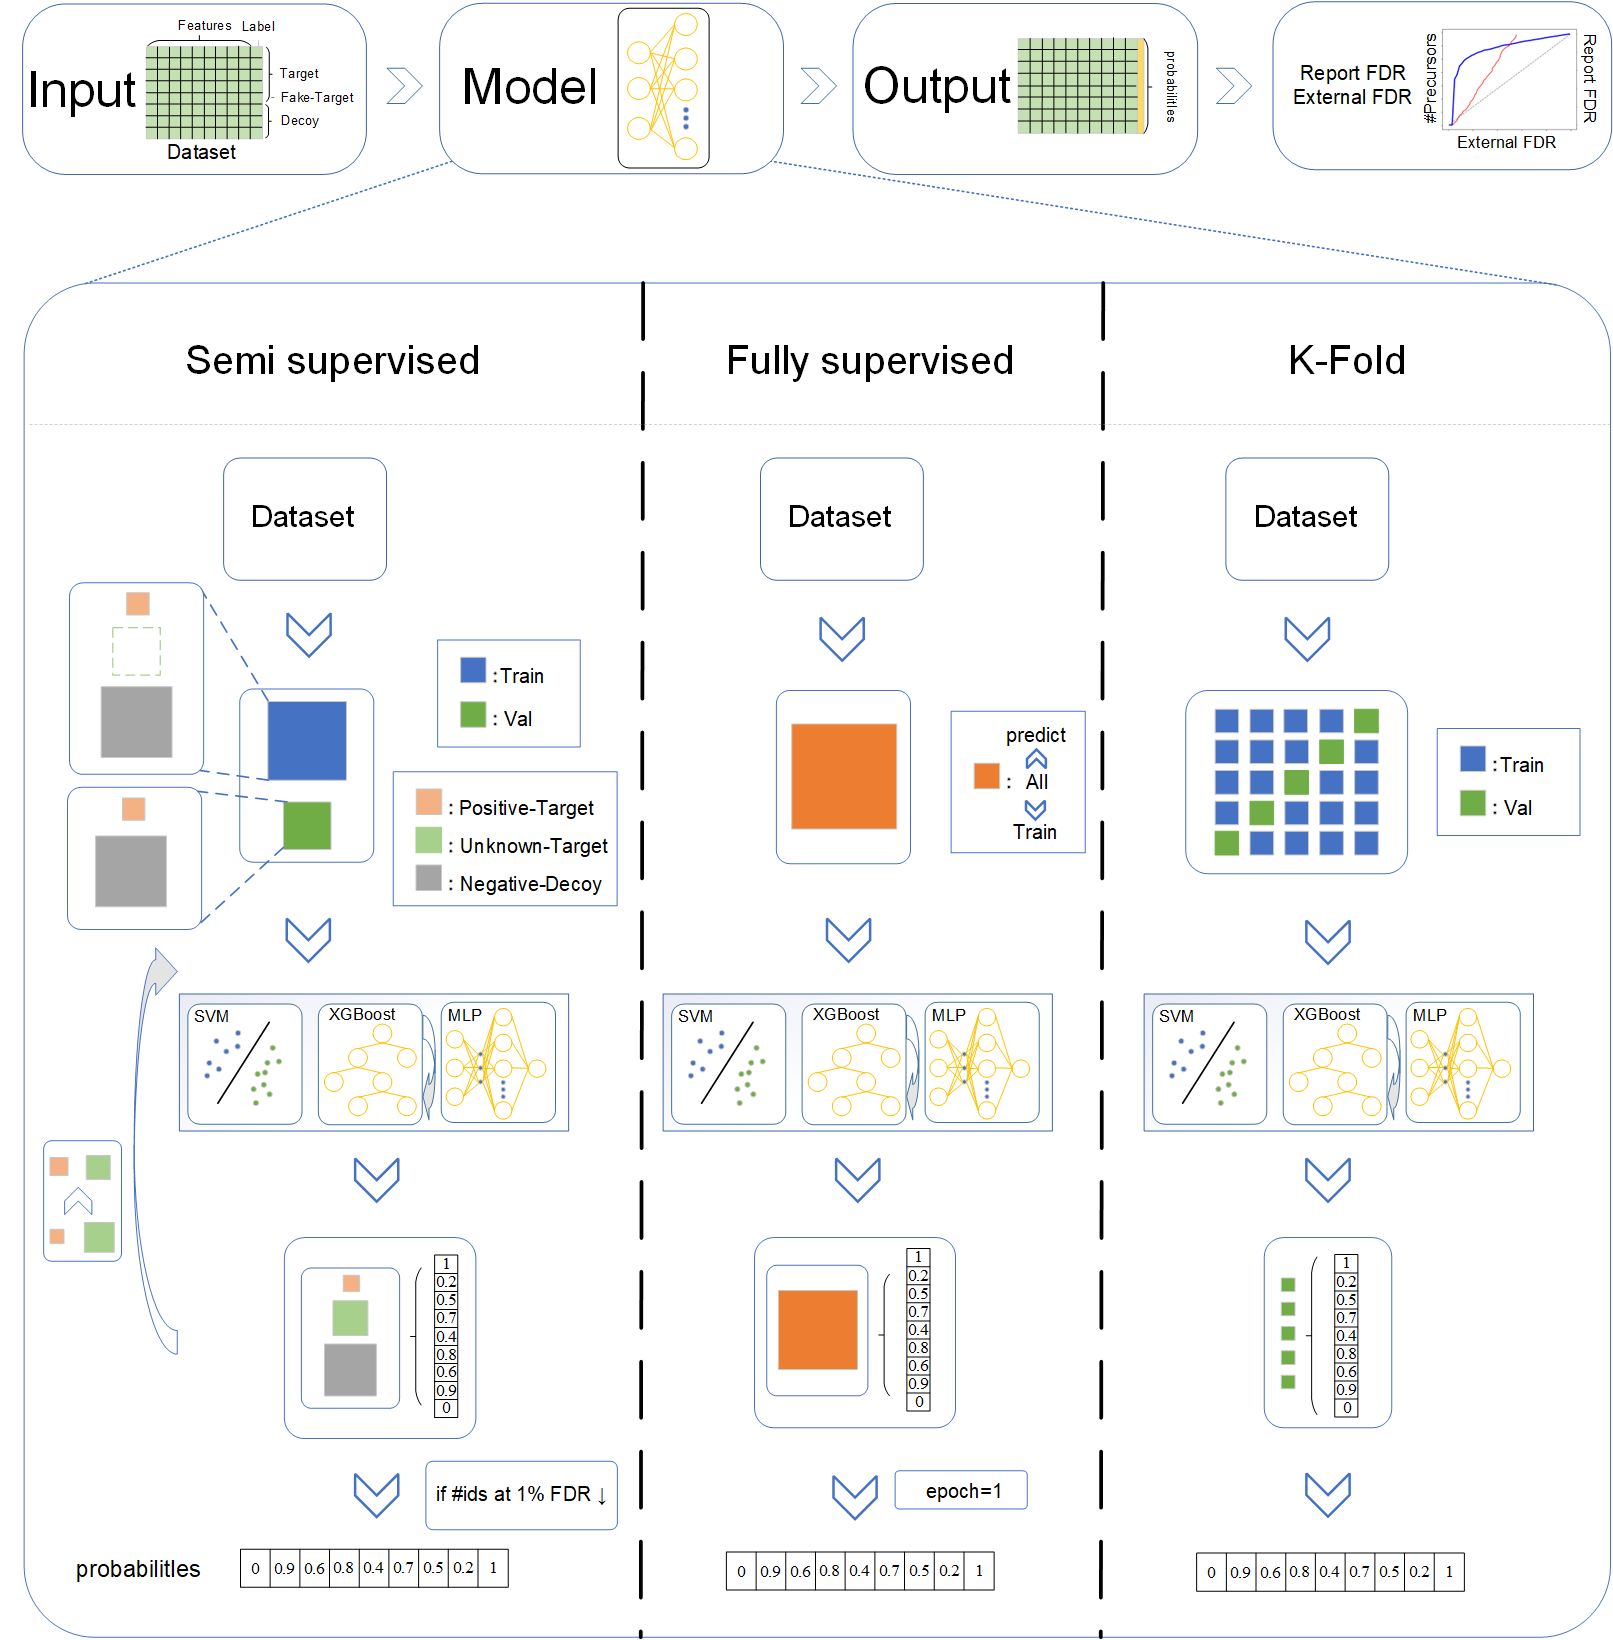 Features Label
Input
Target
Fake-Target
Decoy
Dataset
Model
Output
probabilitles
Report FDR
External FDR
#Precursors
Report FDR
External FDR
Semi supervised
Fully supervised
K-Fold
Dataset
Dataset
Dataset
:Train
: Val
: Positive-Target
: Unknown-Target
: Negative-Decoy
predict
: All
Train
:Train
: Val
SVM
XGBoost
MLP
SVM
XGBoost
MLP
SVM
XGBoost
MLP
1
0.2
0.5
0.7
0.4
0.8
0.6
0.9
0
1
0.2
0.5
0.7
0.4
0.8
0.6
0.9
0
1
0.2
0.5
0.7
0.4
0.8
0.6
0.9
0
if #ids at 1% FDR ↓
epoch=1
probabilitles
0 0.9 0.6 0.8 0.4 0.7 0.5 0.2 1
0 0.9 0.6 0.8 0.4 0.7 0.5 0.2 1
0 0.9 0.6 0.8 0.4 0.7 0.5 0.2 1